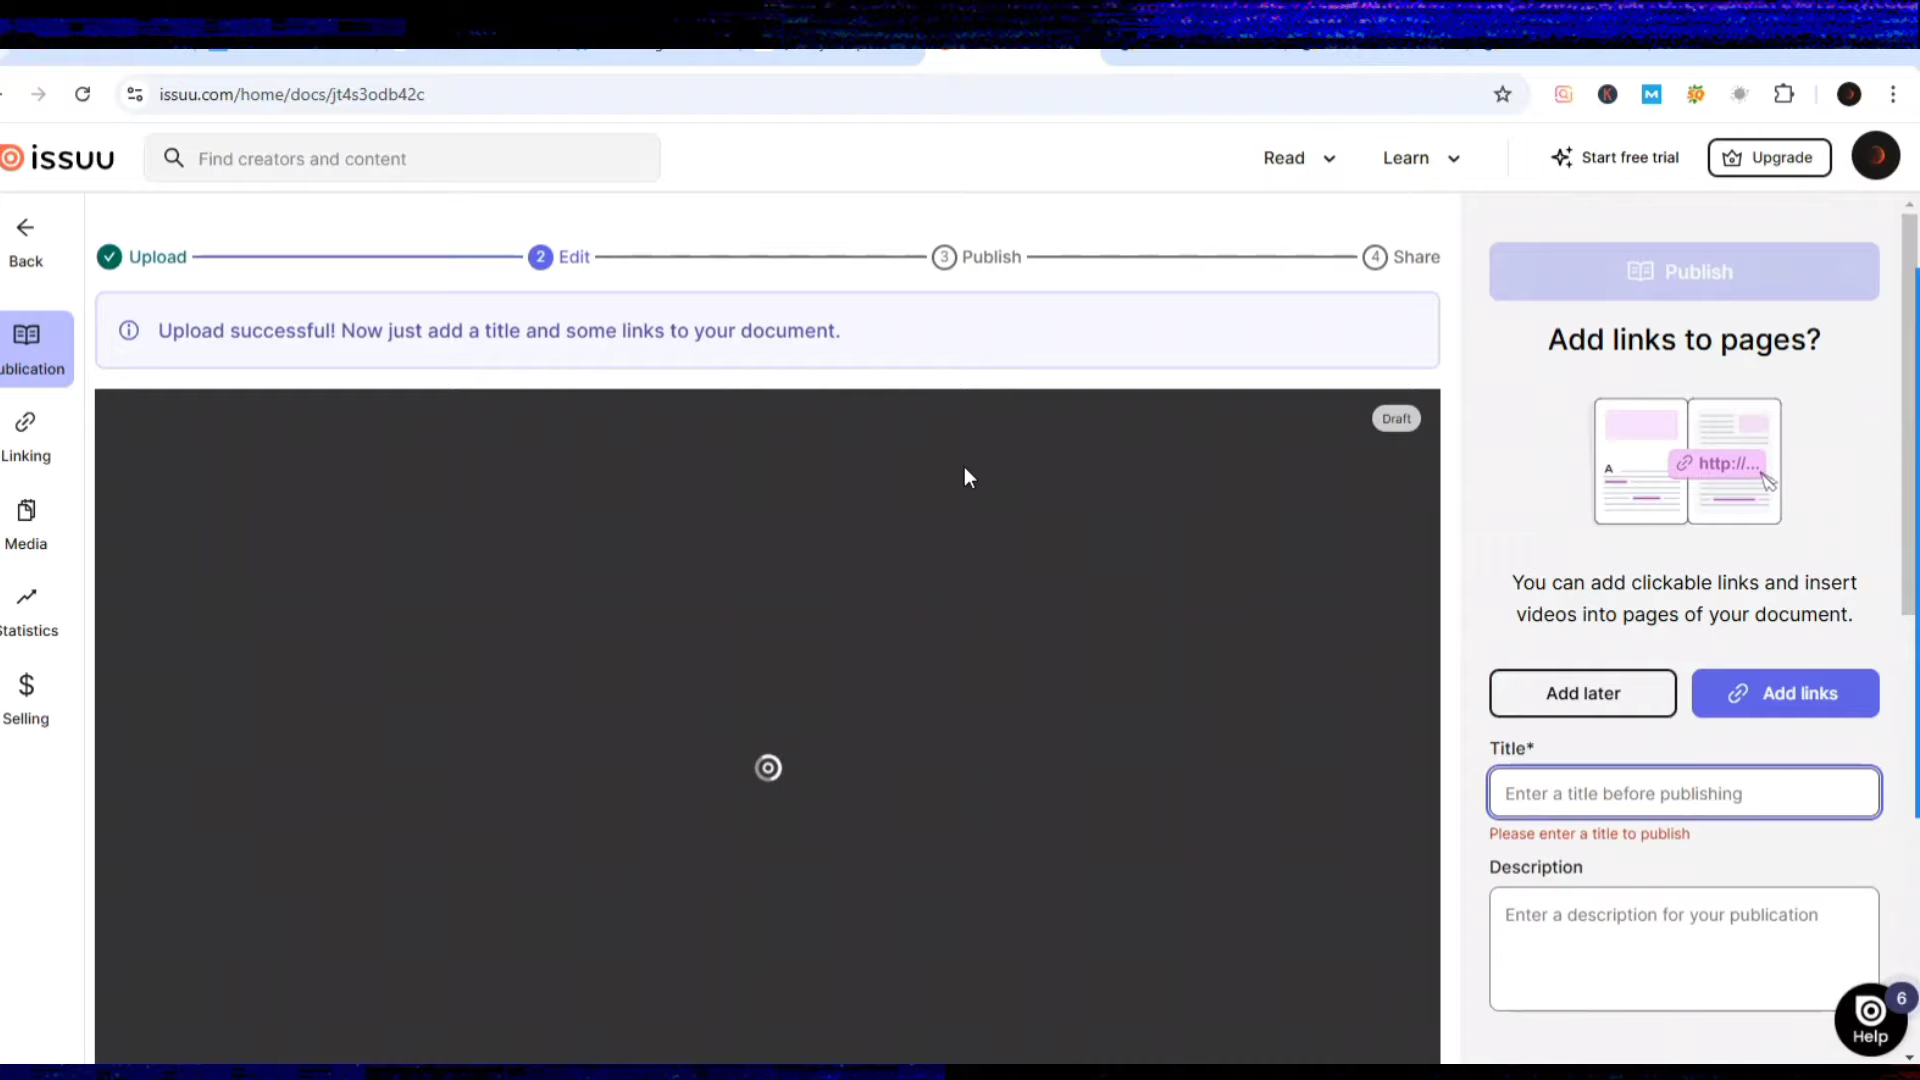 issuu.com/home/docs/jt4s3odb42c
issuu
Find creators and content
Read
Learn
Start free trial
Upgrade
Back
Upload
2 Edit
3 Publish
4 Share
Publish
Upload successful! Now just add a title and some links to your document.
Add links to pages?
ublication
Draft
Linking
A
http://...
Media
You can add clickable links and insert
videos into pages of your document.
Statistics
Add later
Add links
$
Selling
Title*
Enter a title before publishing
Please enter a title to publish
Description
Enter a description for your publication
6
Help